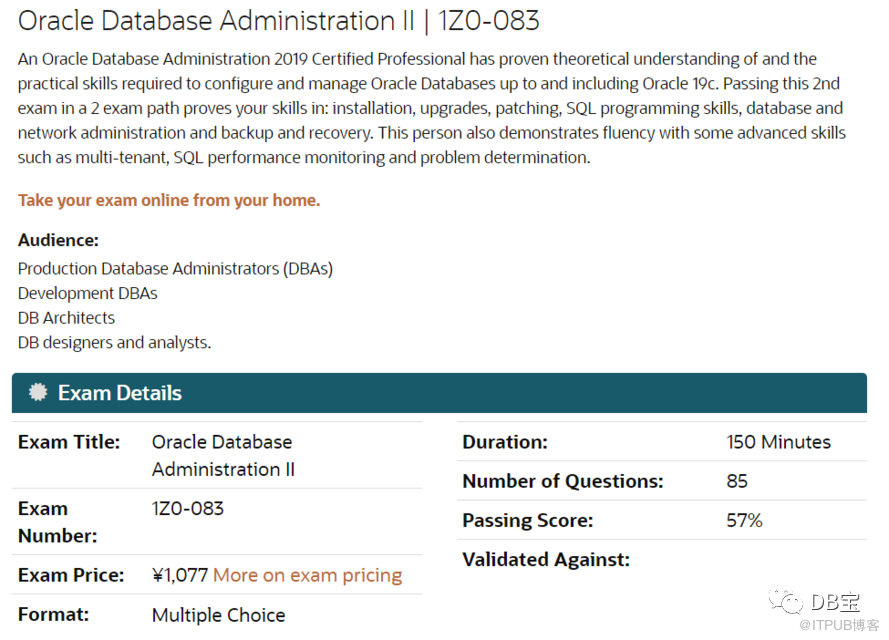 Oracle Database Administration II | 1Z0-083
An Oracle Database Administration 2019 Certified Professional has proven theoretical understanding of and the
practical skills required to configure and manage Oracle Databases up to and including Oracle 19c. Passing this 2nd
exam in a 2 exam path proves your skills in: installation, upgrades, patching, SQL programming skills, database and
network administration and backup and recovery. This person also demonstrates fluency with some advanced skills
such as multi-tenant, SQL performance monitoring and problem determination.
Take your exam online from your home.
Audience:
Production Database Administrators (DBAs)
Development DBAs
DB Architects
DB designers and analysts.
Exam Details
Exam Title: Oracle Database
Administration II
Exam
Number: 1Z0-083
Exam Price: ¥1,077 More on exam pricing
Format: Multiple Choice
Duration: 150 Minutes
Number of Questions: 85
Passing Score: 57%
Validated Against:
DB宝
@ITPUB博客